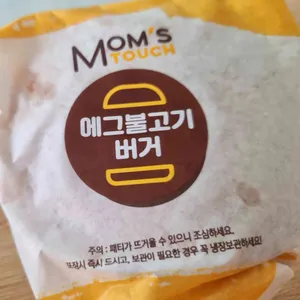 MOM'S
TOUCH
에그불고기
버거
주의 : 패티가 뜨거울 수 있으니 조심하세요.
즉시 드시고, 보관이 필요한 경우 꼭 냉장보관하세요!